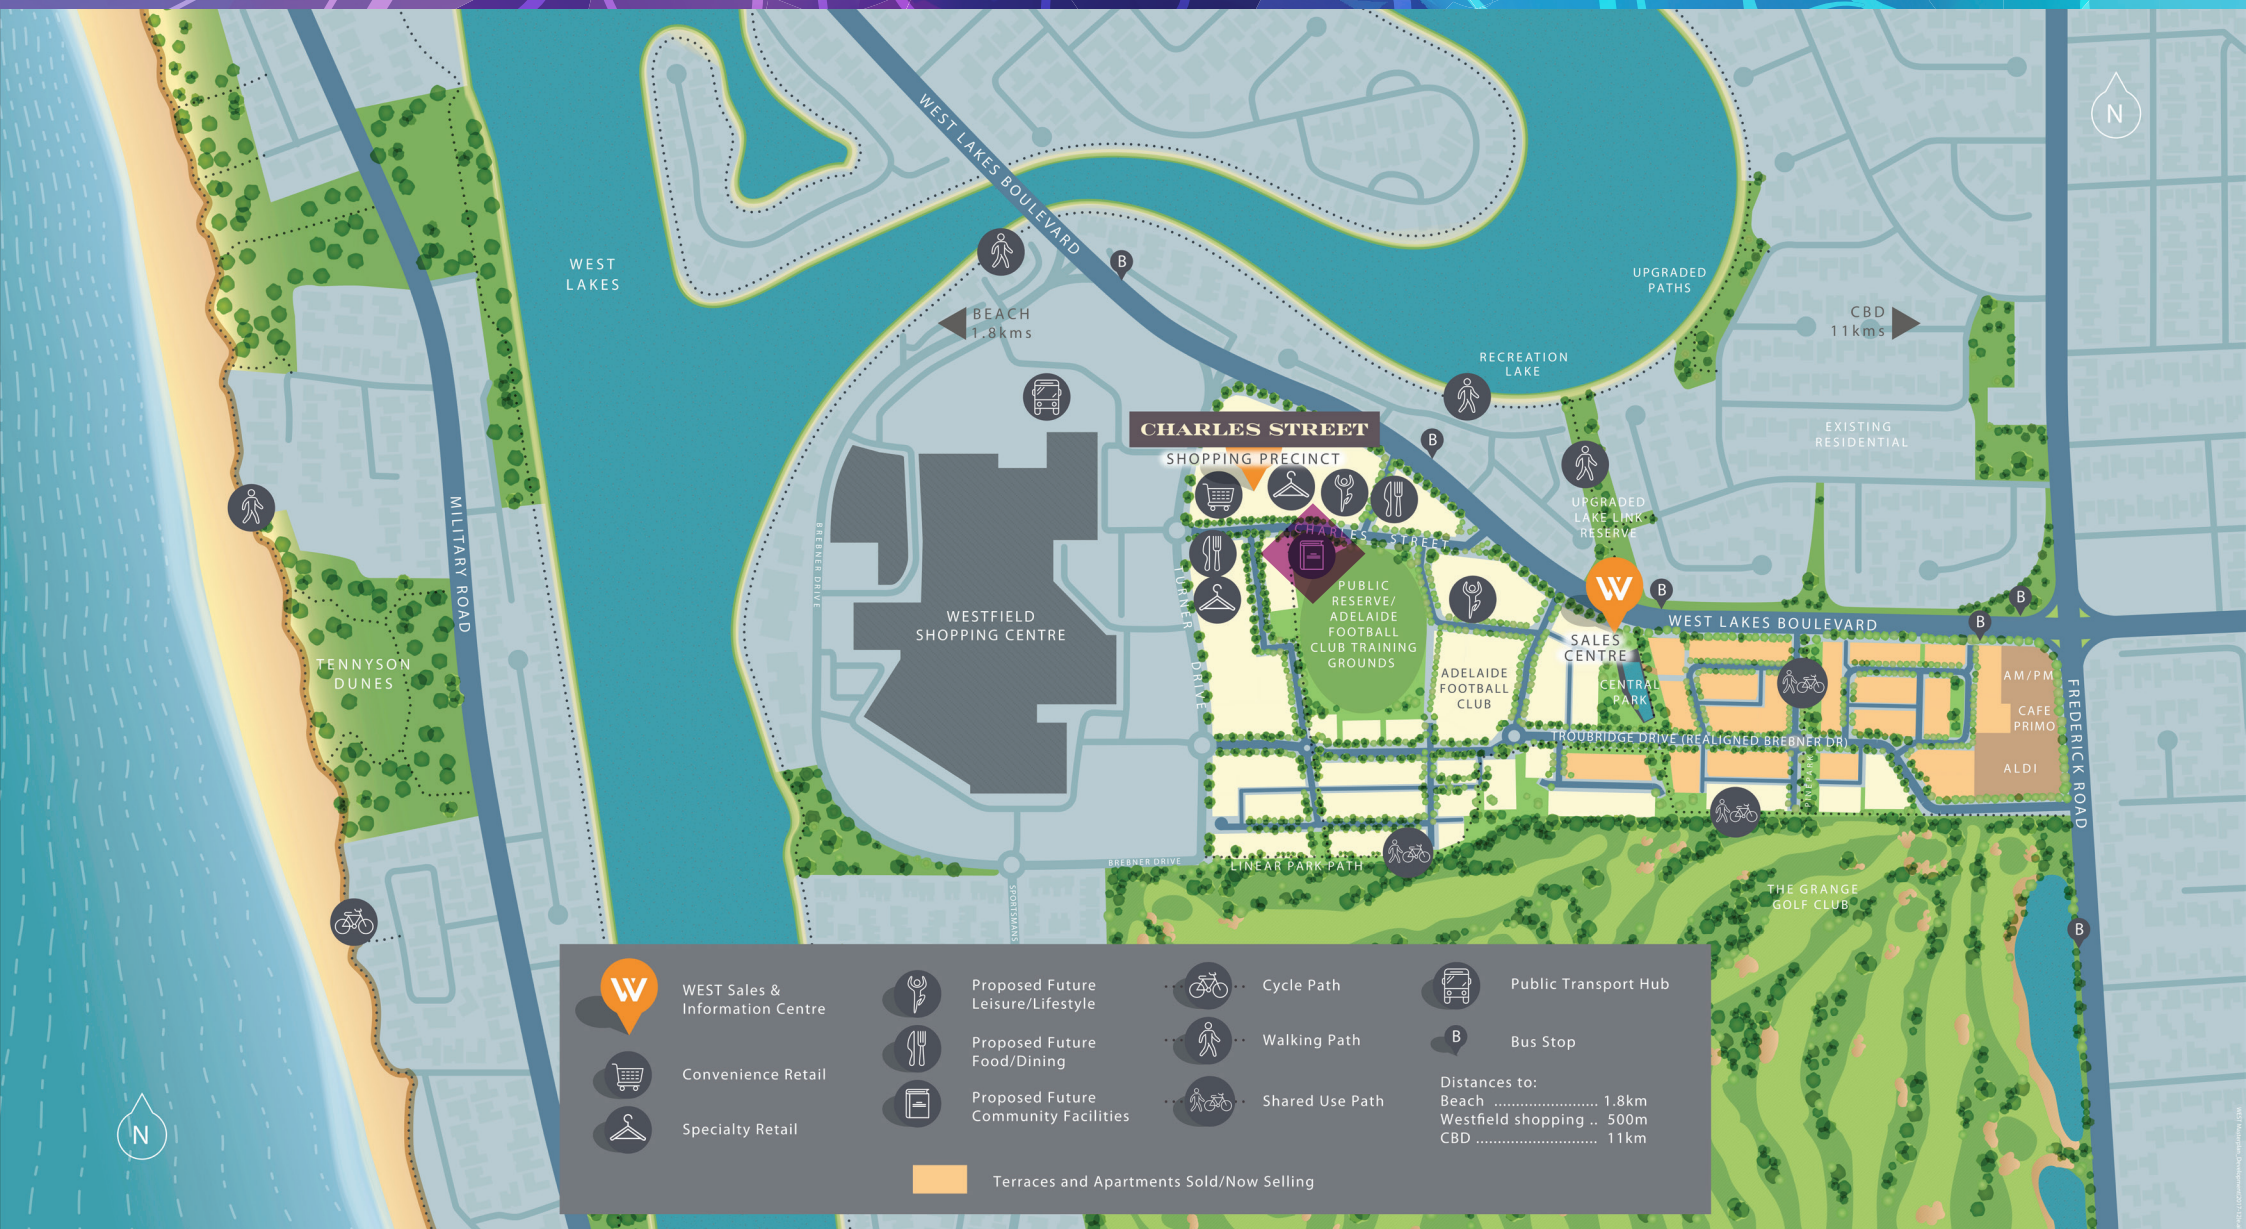 WEST LAKES BOULEVARD
N
B
WEST
LAKES
UPGRADED
PATHS
BEACH
1.8kms
CBD
11kms
RECREATION
LAKE
CHARLES STREET
SHOPPING PRECINCT
B
EXISTING
RESIDENTIAL
UPGRADED
LAKE LINK
RESERVE
MILITARY ROAD
BREBNER DRIVE
CHARLES STREET
TURNER DRIVE
PUBLIC
RESERVE/
ADELAIDE
FOOTBALL
CLUB TRAINING
GROUNDS
W
B
B
B
WEST LAKES BOULEVARD
WESTFIELD
SHOPPING CENTRE
SALES
CENTRE
TENNYSON
DUNES
ADELAIDE
FOOTBALL
CLUB
CENTRAL
PARK
AM/PM
CAFE
PRIMO
ALDI
FREDERICK ROAD
TROUBRIDGE DRIVE (REALIGNED BREBNER DR)
BREBNER DRIVE
LINEAR PARK PATH
SPORTSMANS
THE GRANGE
GOLF CLUB
B
N
W
WEST Sales &
Information Centre
Convenience Retail
Specialty Retail
Proposed Future
Leisure/Lifestyle
Proposed Future
Food/Dining
Proposed Future
Community Facilities
Cycle Path
Walking Path
Shared Use Path
Public Transport Hub
B
Bus Stop
Distances to:
Beach ........................ 1.8km
Westfield shopping .. 500m
CBD ............................ 11km
Terraces and Apartments Sold/Now Selling